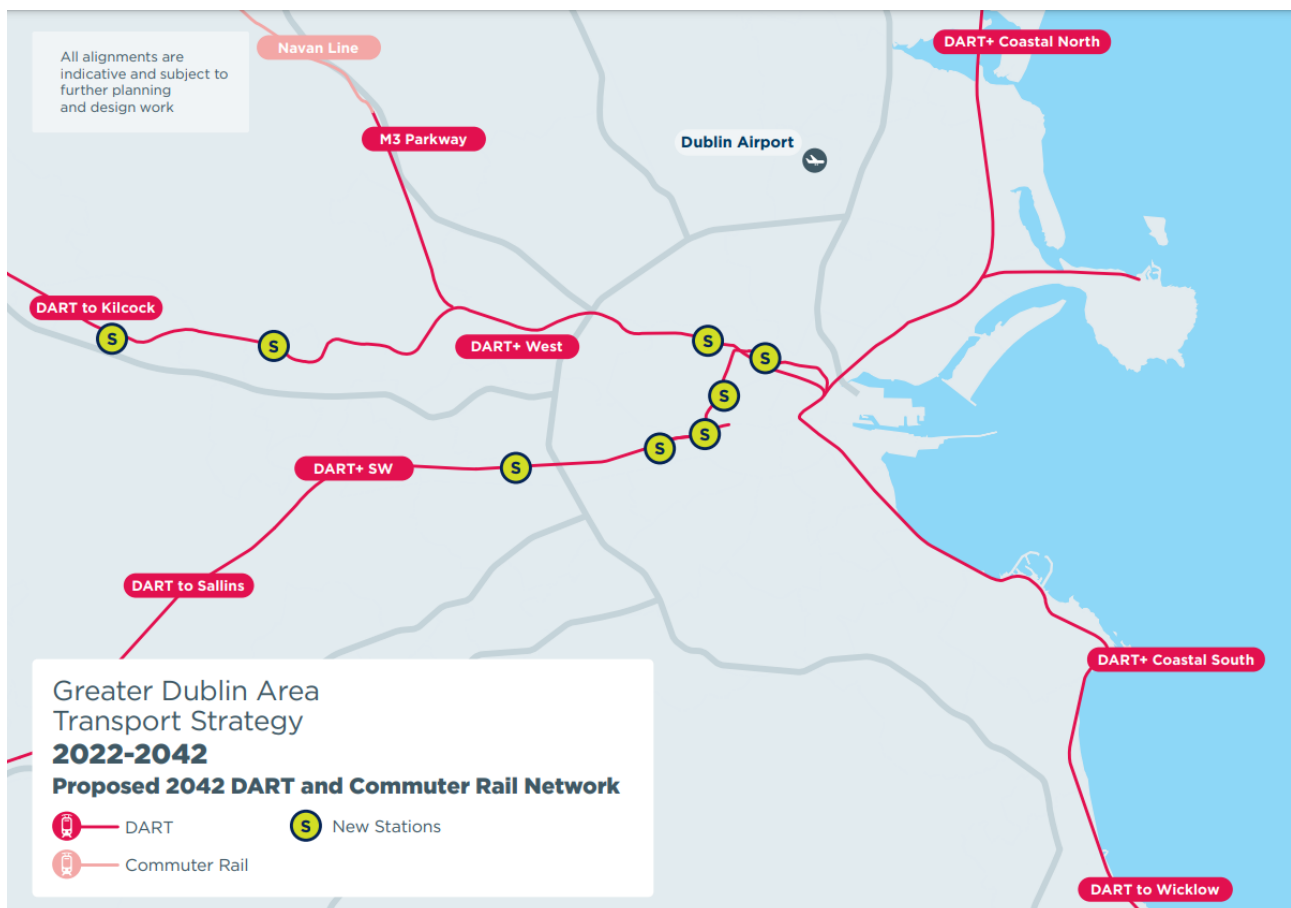 All alignments are
indicative and subject to
further planning
and design work
Navan Line
DART+ Coastal North
M3 Parkway
Dublin Airport
DART to Kilcock
S
S
DART+ West
S
S
S
S
S
S
DART+ SW
DART to Sallins
DART+ Coastal South
DART to Wicklow
Greater Dublin Area
Transport Strategy
2022-2042
Proposed 2042 DART and Commuter Rail Network
DART
S New Stations
Commuter Rail